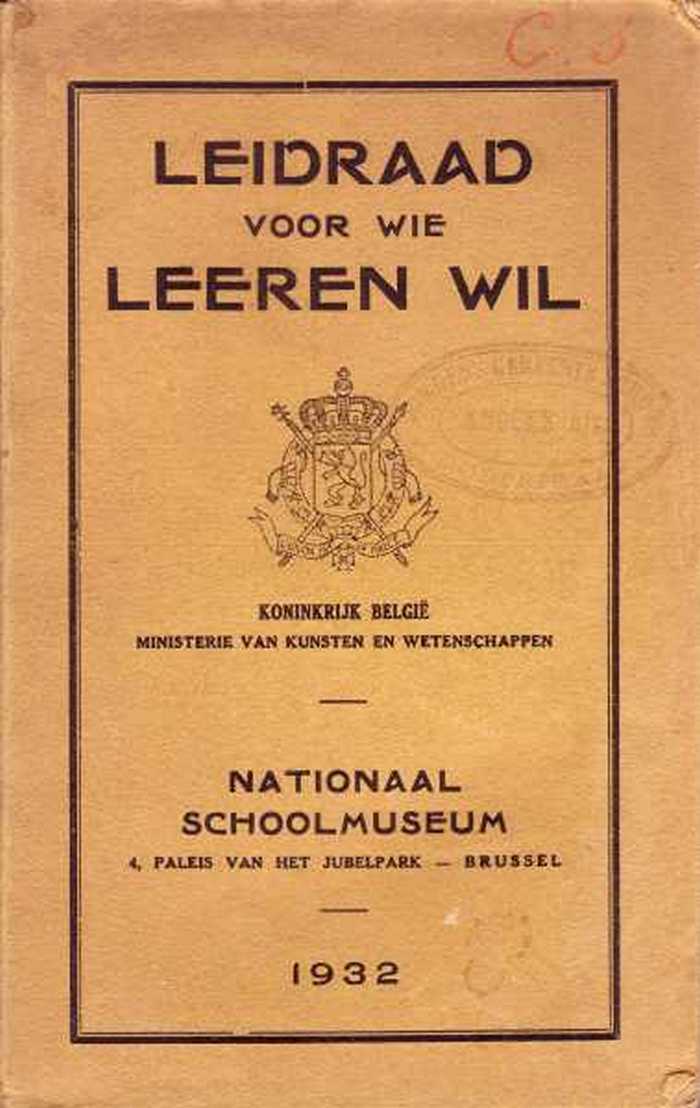 C. S
LEIDRAAD
VOOR WIE
LEEREN WIL
KONINKRIJK BELGIË
MINISTERIE VAN KUNSTEN EN WETENSCHAPPEN
NATIONAAL
SCHOOLMUSEUM
4, PALEIS VAN HET JUBELPARK — BRUSSEL
1932